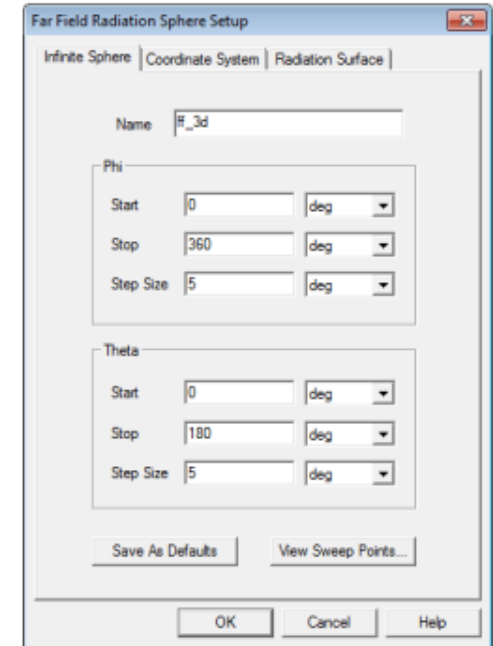 Far Field Radiation Sphere Setup
Infinite Sphere Coordinate System Radiation Surface
Name ff_3d
Phi
Start 0 deg
Stop 360 deg
Step Size 5 deg
Theta
Start 0 deg
Stop 180 deg
Step Size 5 deg
Save As Defaults View Sweep Points...
OK Cancel Help